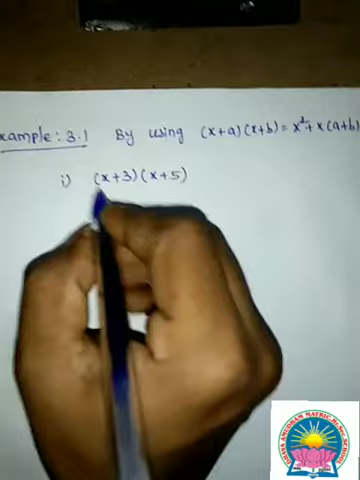 xample: 3.1 By using (x+a)(x+b) = x²+x(a+b)
i) (x+3)(x+5)